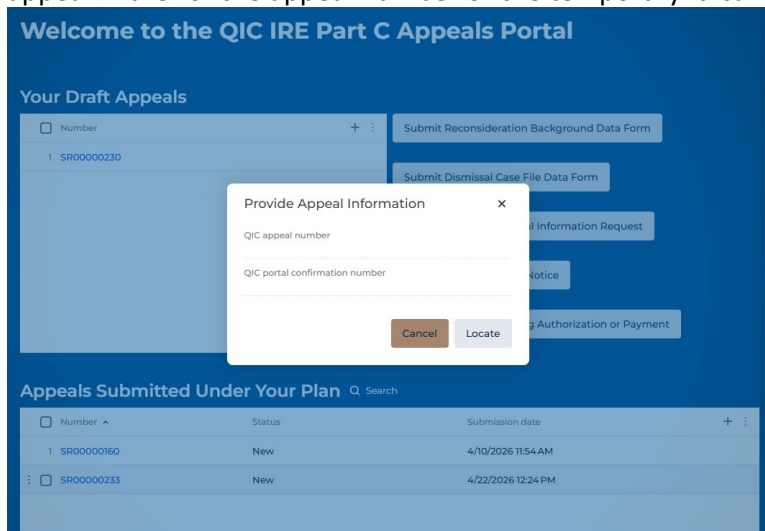 Welcome to the QIC IRE Part C Appeals Portal
Your Draft Appeals
Number
Submit Reconsideration Background Data Form
1 SR00000230
Submit Dismissal Case File Data Form
Provide Appeal Information
QIC appeal number
l Information Request
QIC portal confirmation number
Notice
Cancel Locate
g Authorization or Payment
Appeals Submitted Under Your Plan Search
Number Status Submission date
1 SR00000160 New 4/10/2026 11:54 AM
SR00000233 New 4/22/2026 12:24 PM